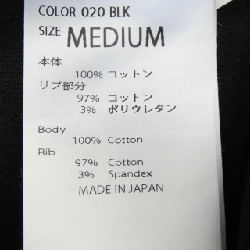 COLOR 020 BLK
SIZE MEDIUM
本体
100% コットン
リブ部分
97% コットン
3% ポリウレタン
Body
100% Cotton
Rib
97% Cotton
3% Spandex
MADE IN JAPAN